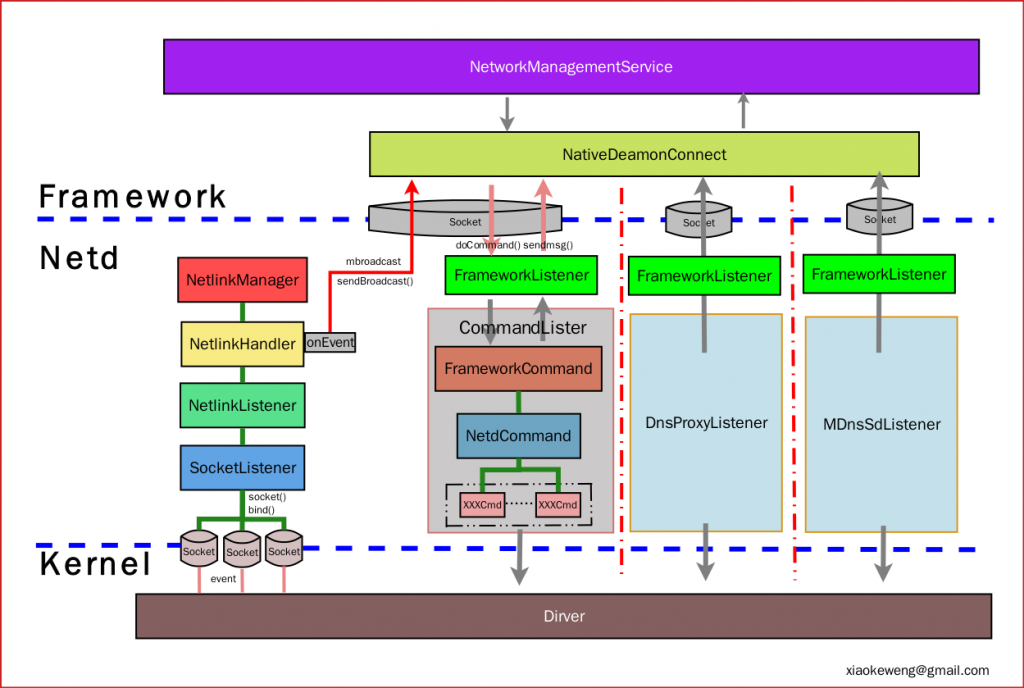 NetworkManagementService
NativeDeamonConnect
Framework
Socket
Socket
Socket
doCommand() sendmsg()
Netd
mbroadcast
sendBroadcast()
FrameworkListener
FrameworkListener
FrameworkListener
NetlinkManager
CommandLister
NetlinkHandler
onEvent
FrameworkCommand
NetlinkListener
NetdCommand
DnsProxyListener
MDnsSdListener
SocketListener
socket()
bind()
XXXCmd
XXXCmd
Socket
Socket
Socket
Kernel
event
Dirver
xiaokeweng@gmail.com